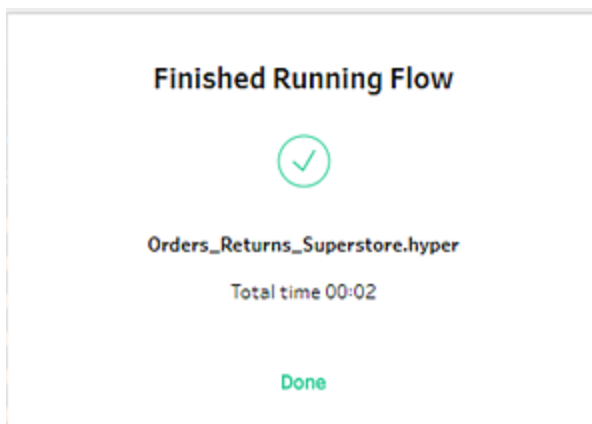 Finished Running Flow
Orders_Returns_Superstore.hyper
Total time 00:02
Done